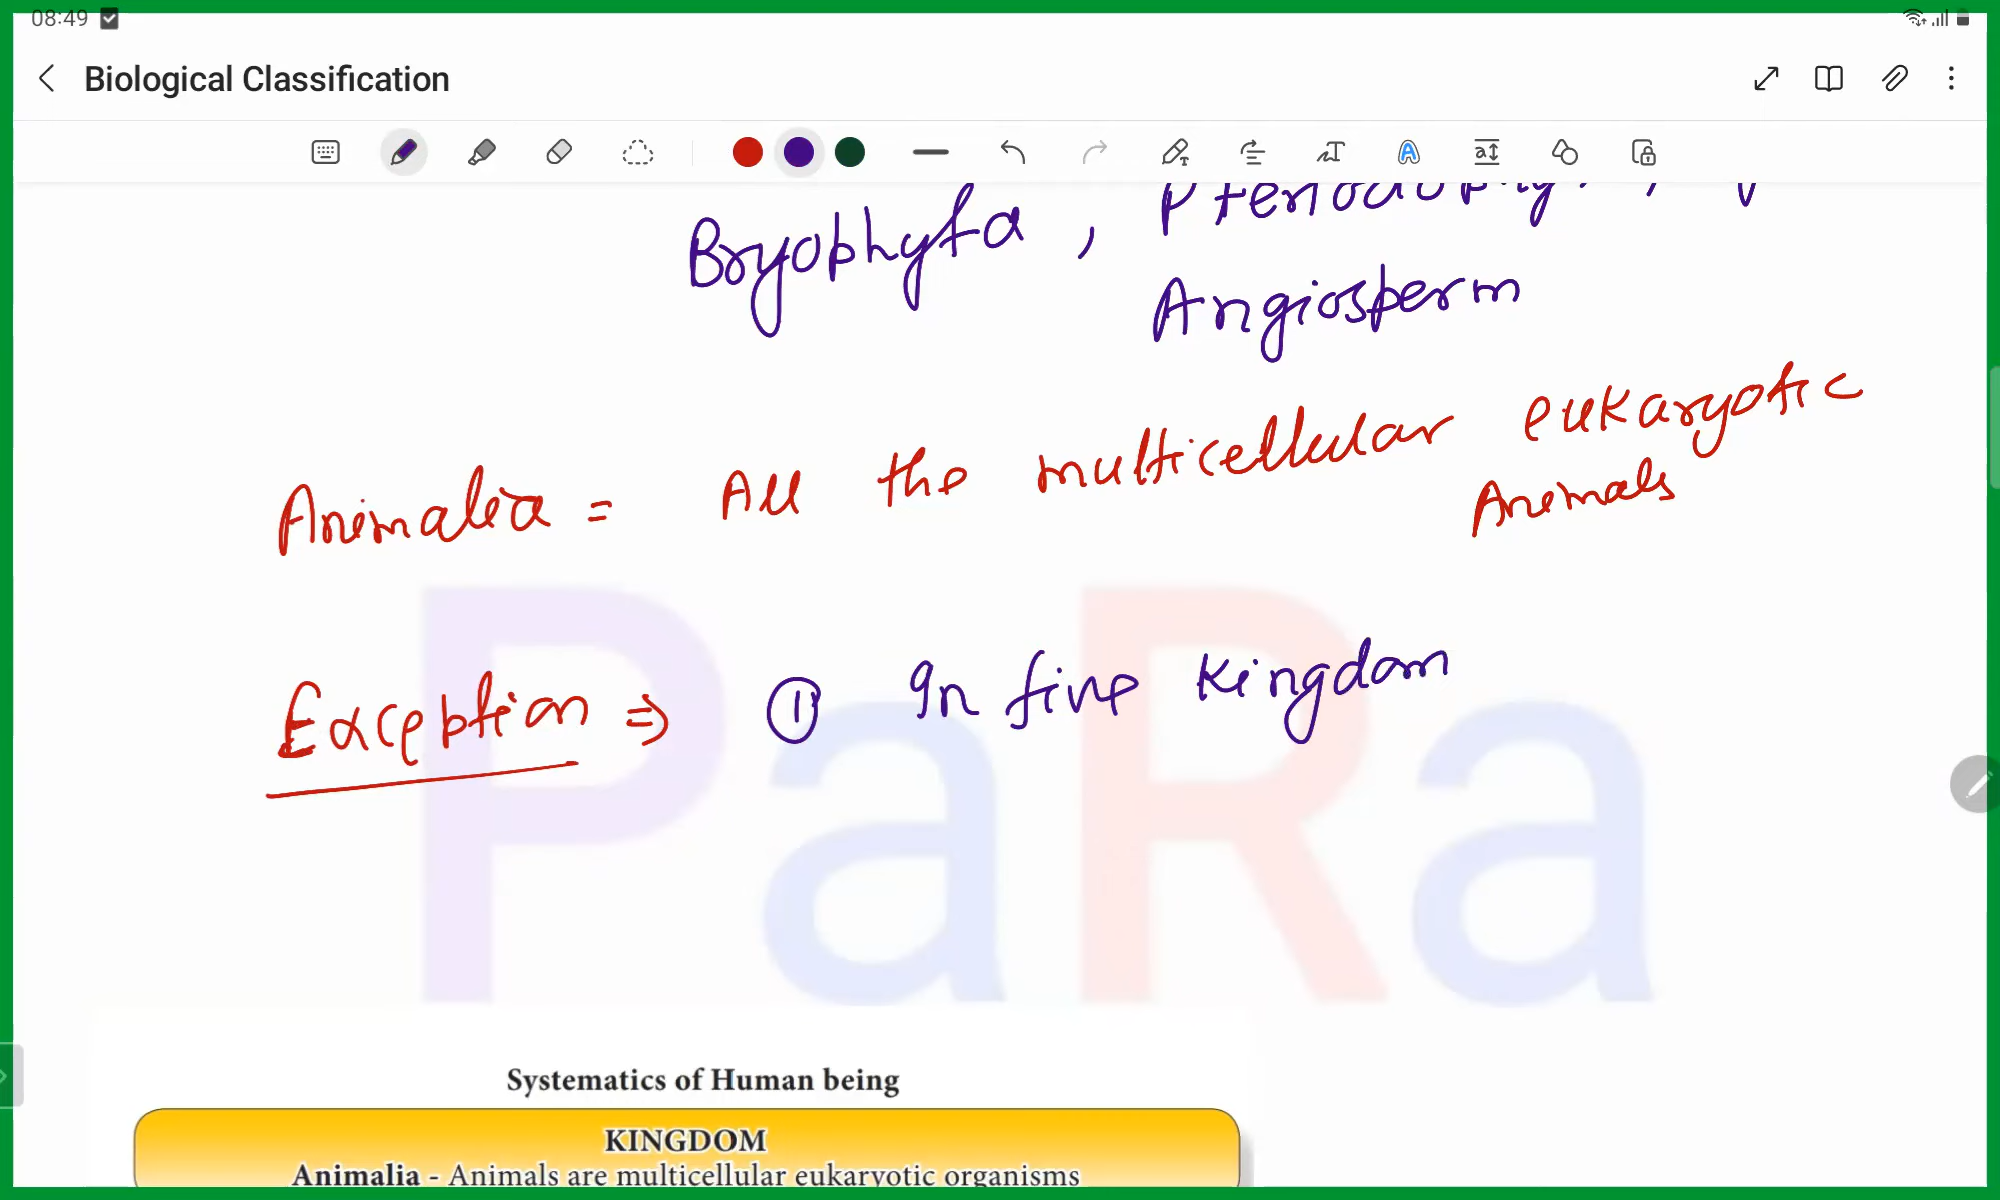 08:49
Biological Classification
Bryophyta ,
Angiosperm
Animalia = All the multicellular eukaryotic
Animals
Exception ⇒ ① In five Kingdom
PaRa
Systematics of Human being
KINGDOM
Animalia - Animals are multicellular eukaryotic organisms